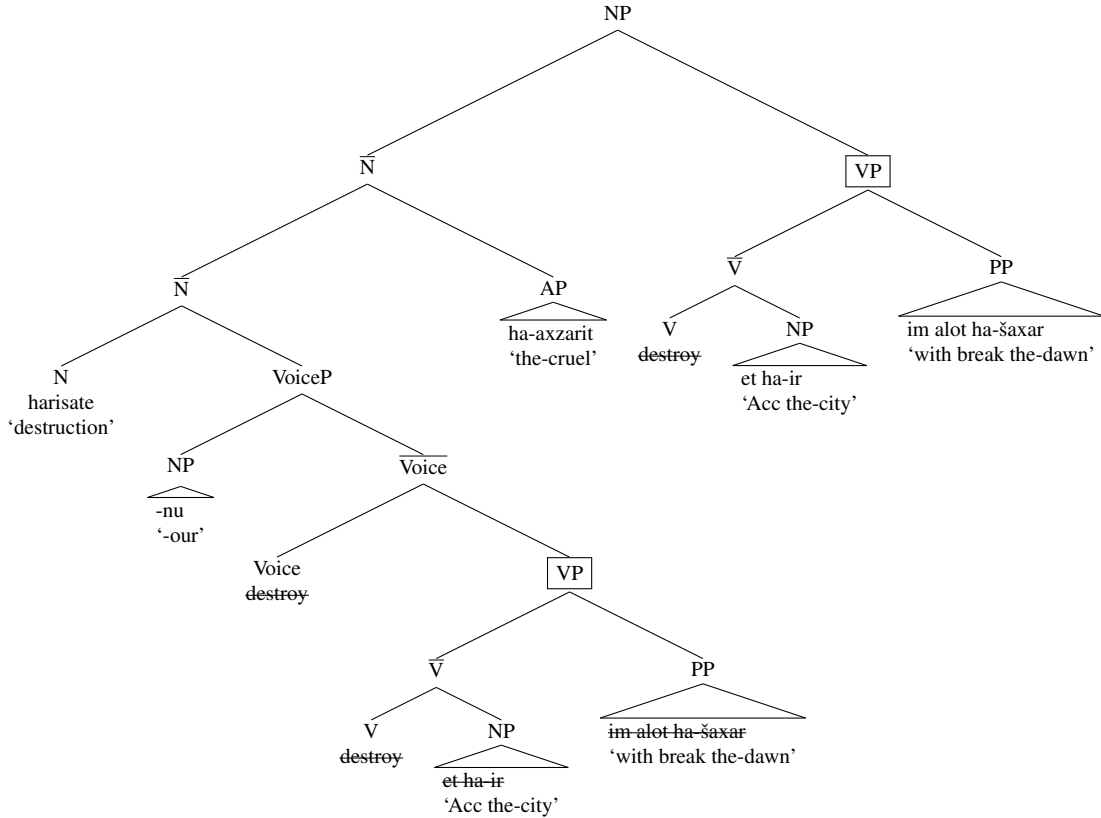 NP
N̅
VP
N̅
AP
ha-axzarit
‘the-cruel’
V̅
PP
im alot ha-šaxar
‘with break the-dawn’
V
destroy
NP
et ha-ir
‘Acc the-city’
N
harisate
‘destruction’
VoiceP
NP
-nu
‘-our’
V̅o̅i̅c̅e̅
Voice
destroy
VP
V̅
PP
im alot ha-šaxar
‘with break the-dawn’
V
destroy
NP
et ha-ir
‘Acc the-city’